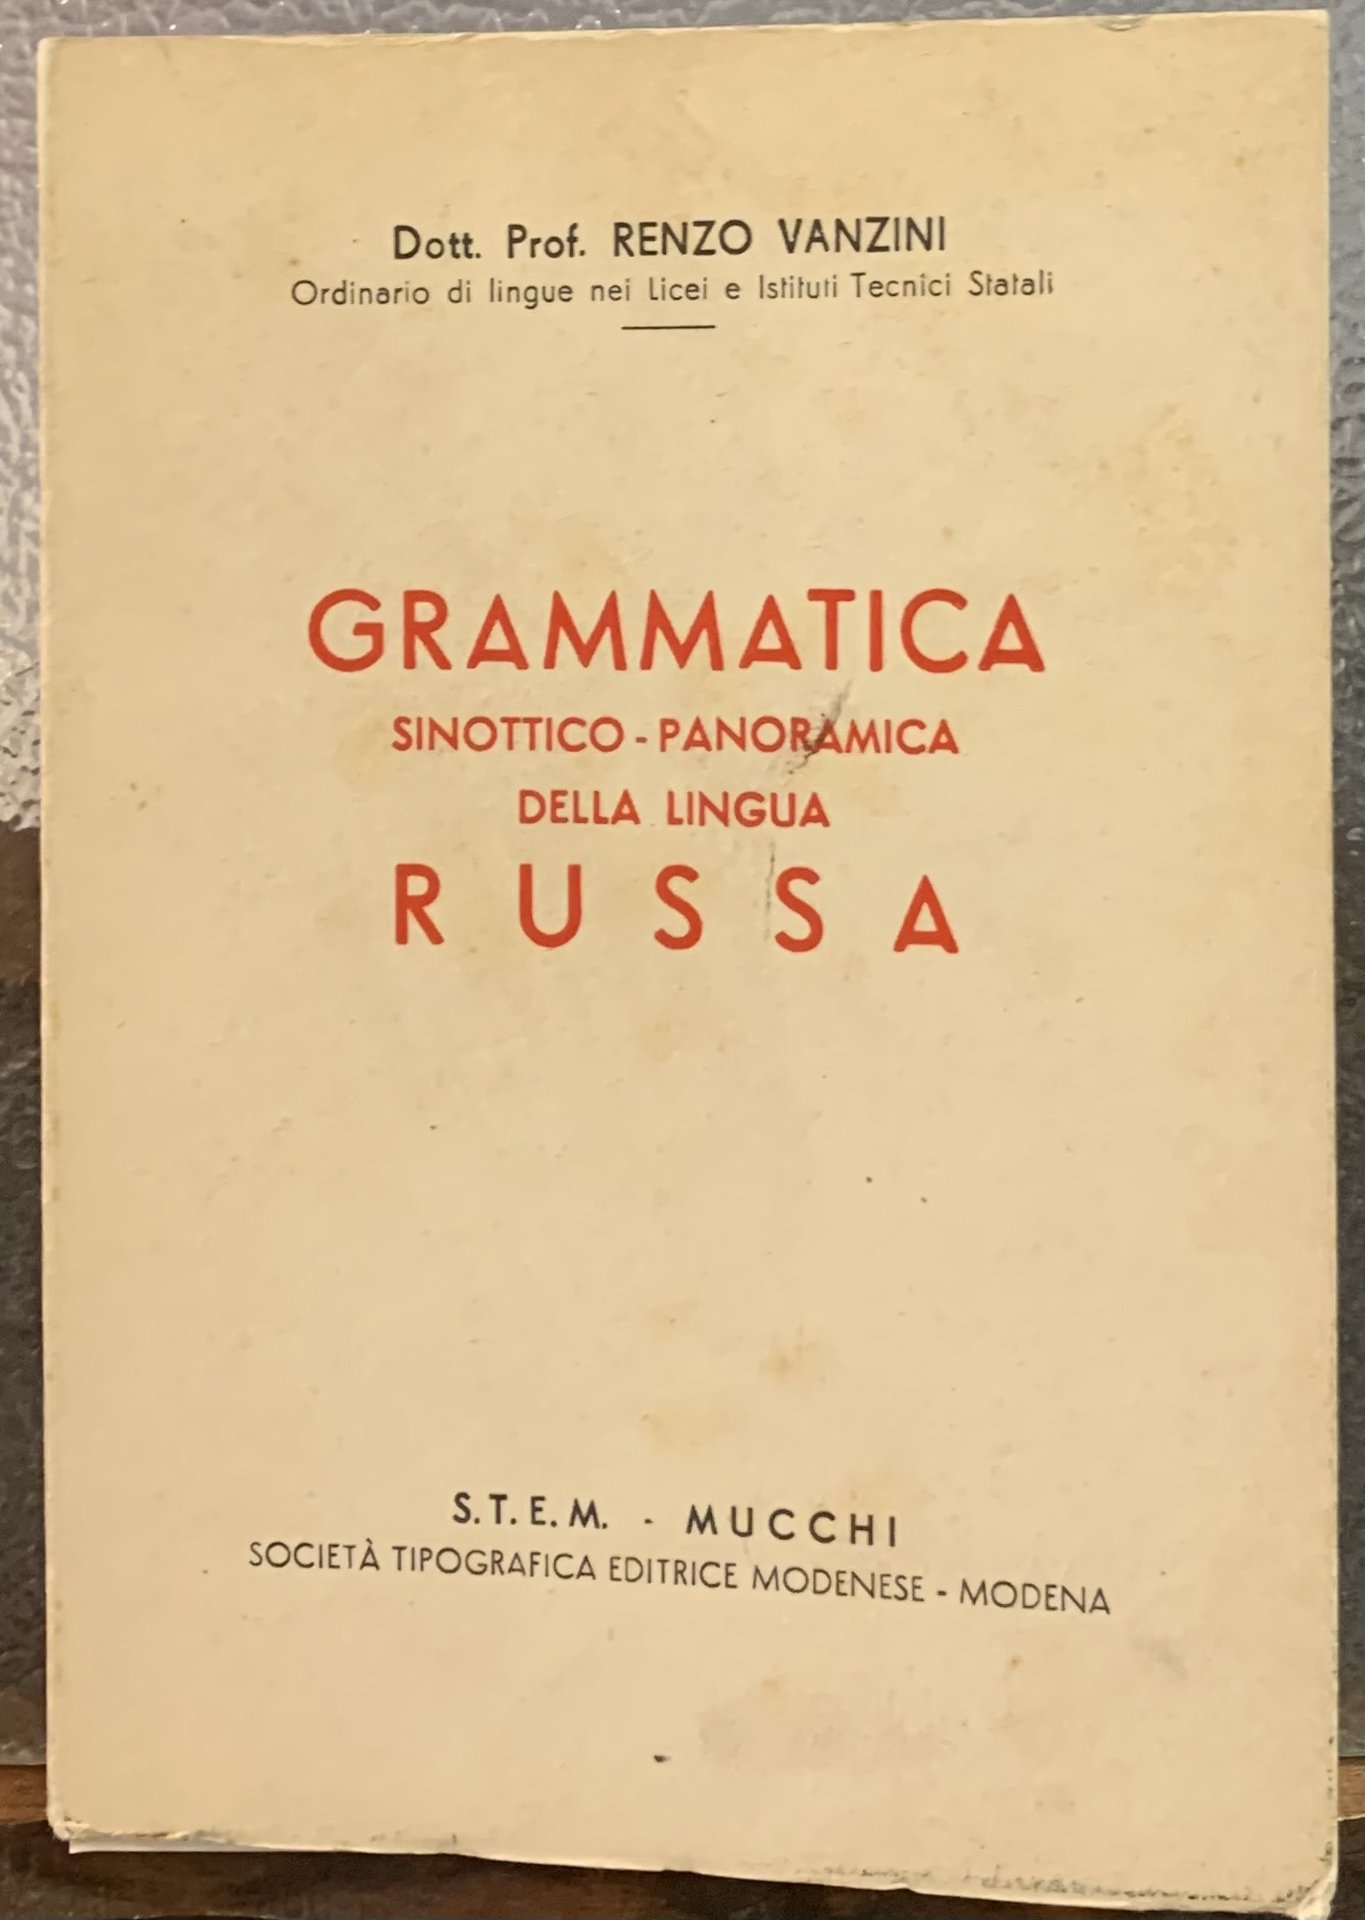 Dott. Prof. RENZO VANZINI
Ordinario di lingue nei Licei e Istituti Tecnici Statali
GRAMMATICA
SINOTTICO - PANORAMICA
DELLA LINGUA
RUSSA
S.T.E.M. - MUCCHI
SOCIETÀ TIPOGRAFICA EDITRICE MODENESE - MODENA